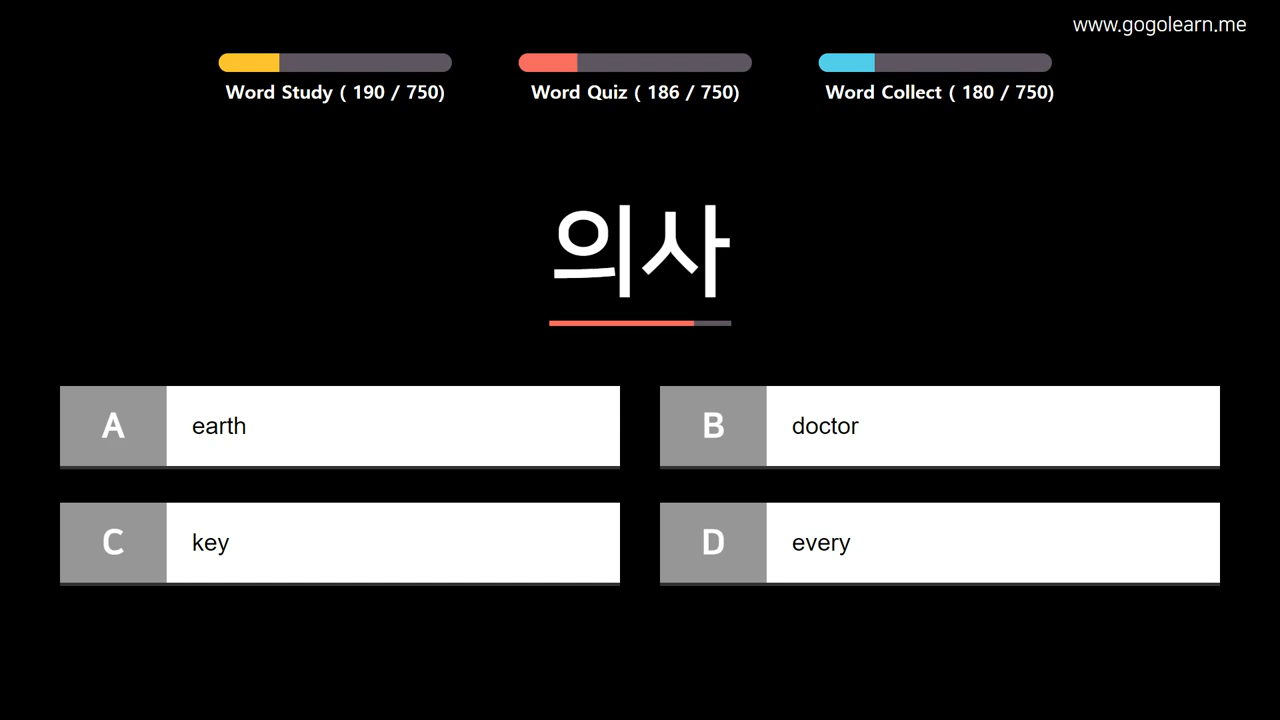 www.gogolearn.me
Word Study ( 190 / 750)
Word Quiz ( 186 / 750)
Word Collect ( 180 / 750)
의사
A earth
B doctor
C key
D every